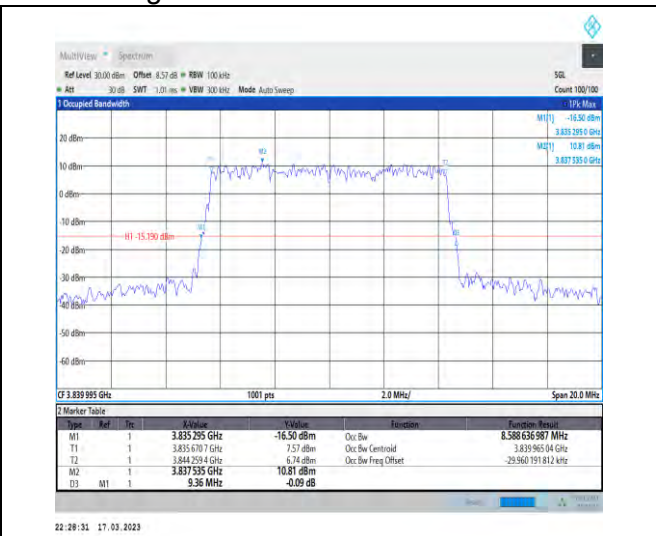 MultiView Spectrum
Ref Level 30.00 dBm Offset 8.57 dB RBW 100 kHz SGL
Att 30 dB SWT 1.01 ms VBW 300 kHz Mode Auto Sweep Count 100/100
1 Occupied Bandwidth 1Pk Max
M1[1] -16.50 dBm
3.835 295 0 GHz
M2[1] 10.81 dBm
3.837 535 0 GHz
20 dBm
M2
10 dBm
0 dBm
-10 dBm
H1 -15.190 dBm
-20 dBm
-30 dBm
-40 dBm
-50 dBm
-60 dBm
CF 3.839 995 GHz 1001 pts 2.0 MHz/ Span 20.0 MHz
2 Marker Table
Type Ref Trc X-Value Y-Value Function Function Result
M1 1 3.835 295 GHz -16.50 dBm Occ Bw 8.588 636 987 MHz
T1 1 3.835 670 7 GHz 7.57 dBm Occ Bw Centroid 3.839 965 04 GHz
T2 1 3.844 259 4 GHz 6.74 dBm Occ Bw Freq Offset -29.960 191 812 kHz
M2 1 3.837 535 GHz 10.81 dBm
D3 M1 1 9.36 MHz -0.09 dB
22:28:31 17.03.2023